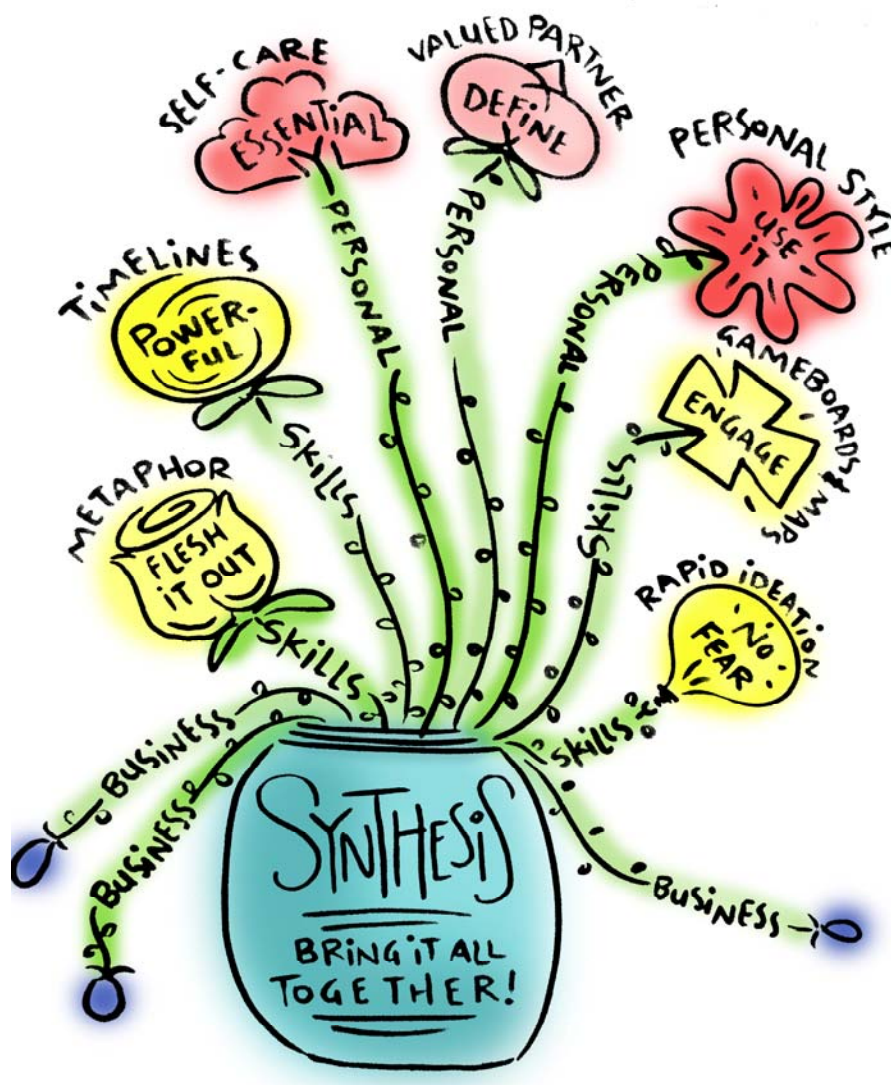 SELF-CARE
ESSENTiAL
PERSONAL
VALUED PARTNER
DEFiNE
PERSONAL
PERSONAL STYLE
USE
iT
PERSONAL
TiMELiNES
POWER-
FUL
SKiLLS
GAMEBOARDS & MAPS
ENGAGE
SKiLLS
METAPHOR
FLESH
iT OUT
SKiLLS
RAPiD iDEATiON
NO
FEAR
SKiLLS
BUSiNESS
BUSiNESS
BUSiNESS
SYNTHESiS
BRiNG iT ALL
TOGETHER!